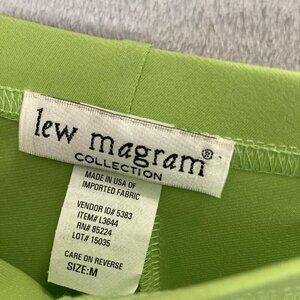 lew magram®
COLLECTION
MADE IN USA OF
IMPORTED FABRIC
VENDOR ID# 5383
ITEM# L3644
RN# 85224
LOT# 15035
CARE ON REVERSE
SIZE:M